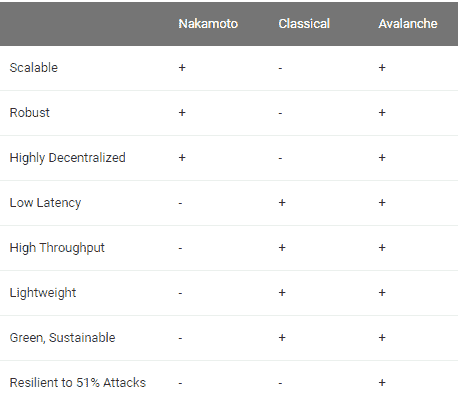 Nakamoto Classical Avalanche
Scalable + - +
Robust + - +
Highly Decentralized + - +
Low Latency - + +
High Throughput - + +
Lightweight - + +
Green, Sustainable - + +
Resilient to 51% Attacks - - +